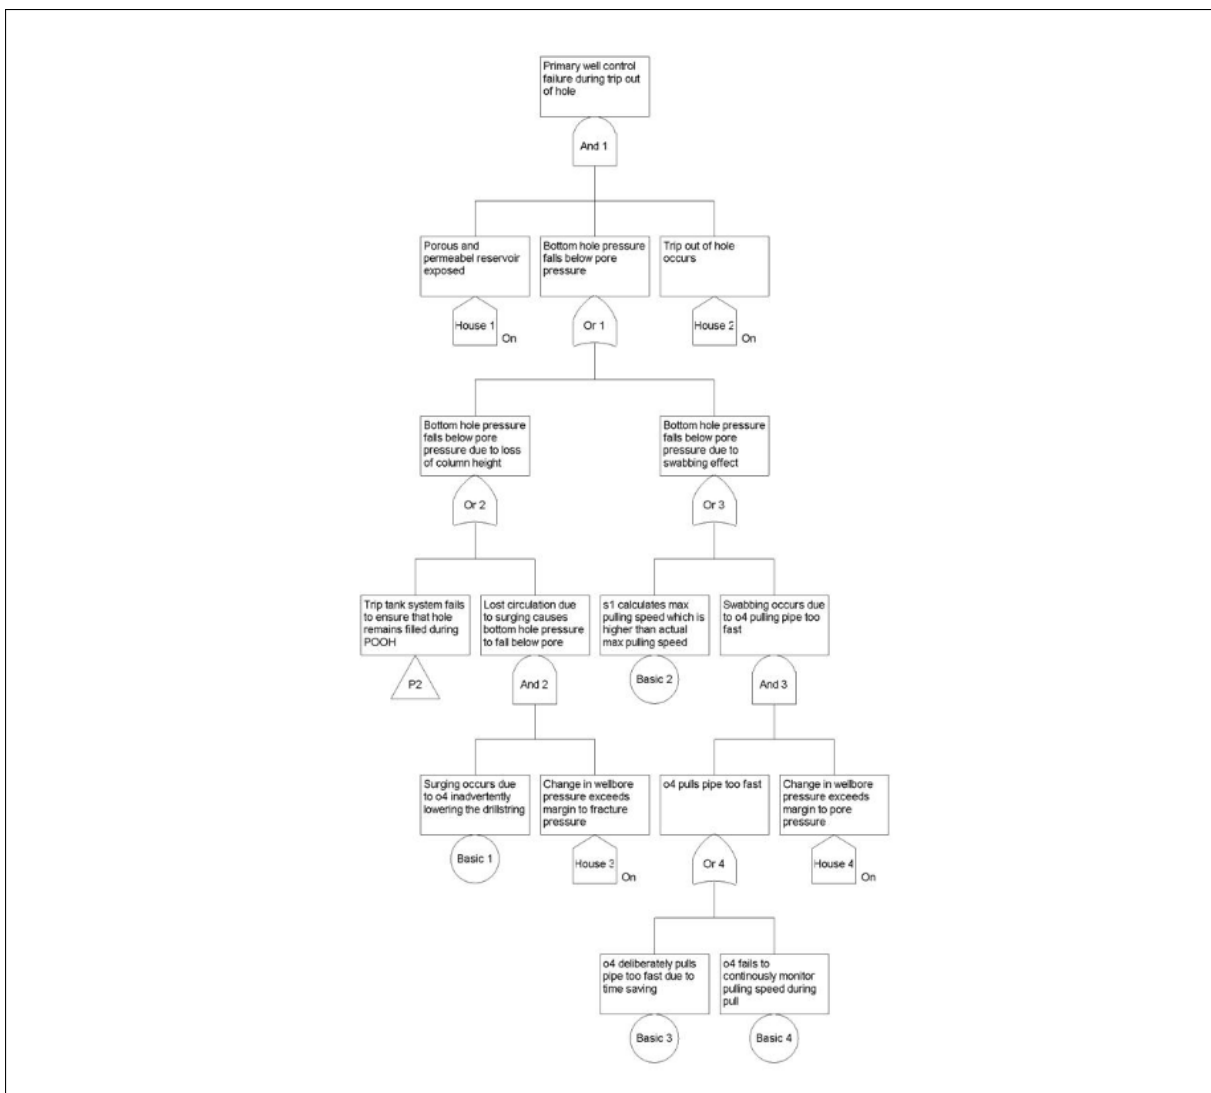 Primary well control
failure during trip out
of hole
And 1
Porous and
permeabel reservoir
exposed
Bottom hole pressure
falls below pore
pressure
Trip out of hole
occurs
House 1
On
Or 1
House 2
On
Bottom hole pressure
falls below pore
pressure due to loss
of column height
Bottom hole pressure
falls below pore
pressure due to
swabbing effect
Or 2
Or 3
Trip tank system fails
to ensure that hole
remains filled during
POOH
Lost circulation due
to surging causes
bottom hole pressure
to fall below pore
s1 calculates max
pulling speed which is
higher than actual
max pulling speed
Swabbing occurs due
to o4 pulling pipe too
fast
P2
And 2
Basic 2
And 3
Surging occurs due
to o4 inadvertently
lowering the drillstring
Change in wellbore
pressure exceeds
margin to fracture
pressure
o4 pulls pipe too fast
Change in wellbore
pressure exceeds
margin to pore
pressure
Basic 1
House 3
On
Or 4
House 4
On
o4 deliberately pulls
pipe too fast due to
time saving
o4 fails to
continously monitor
pulling speed during
pull
Basic 3
Basic 4